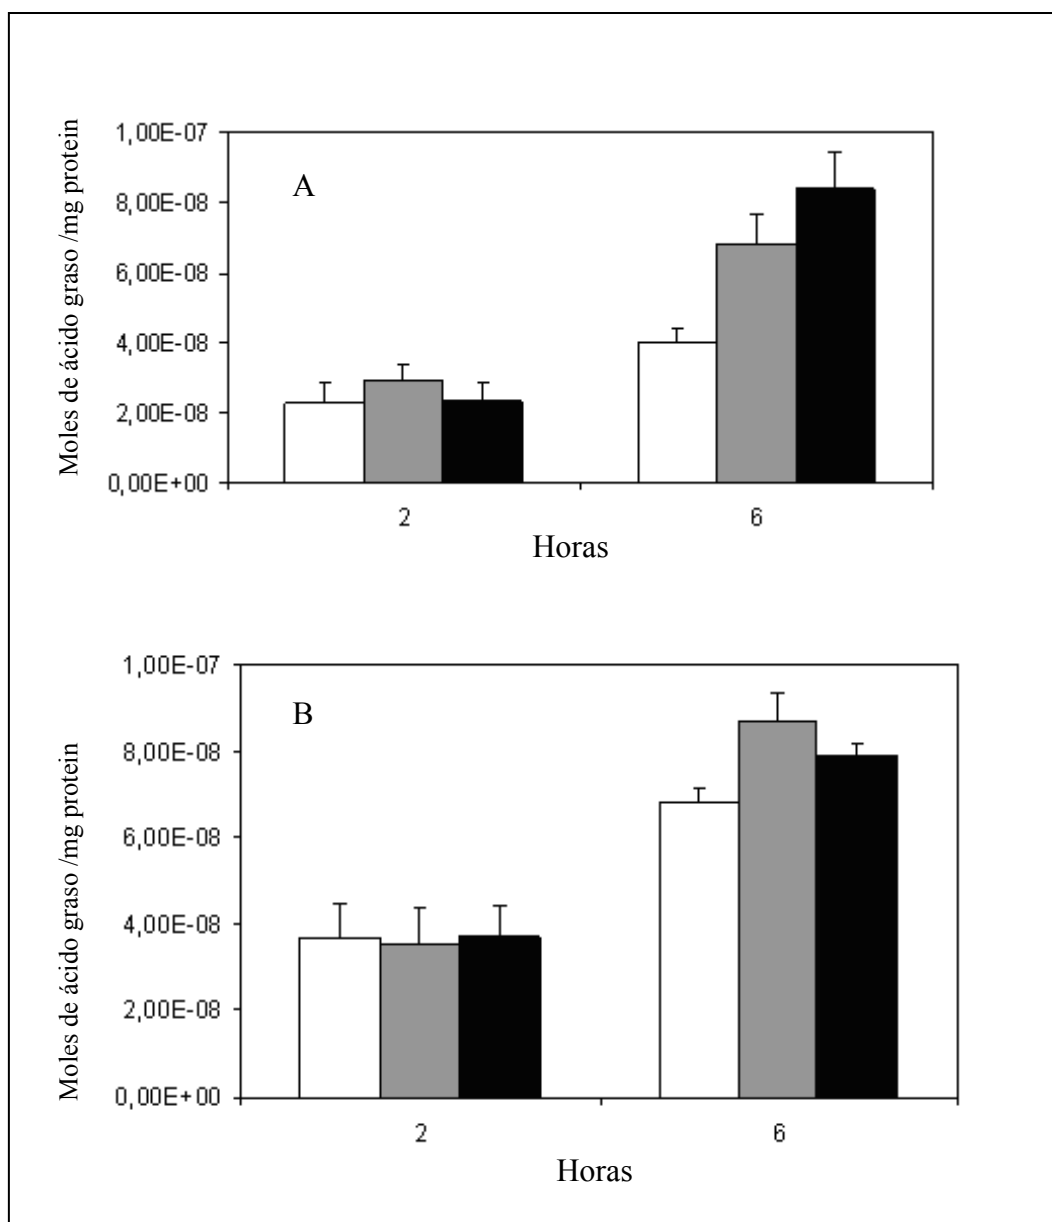 Moles de ácido graso /mg protein
1,00E-07
8,00E-08
6,00E-08
4,00E-08
2,00E-08
0,00E+00
A
2
6
Horas
Moles de ácido graso /mg protein
1,00E-07
8,00E-08
6,00E-08
4,00E-08
2,00E-08
0,00E+00
B
2
6
Horas